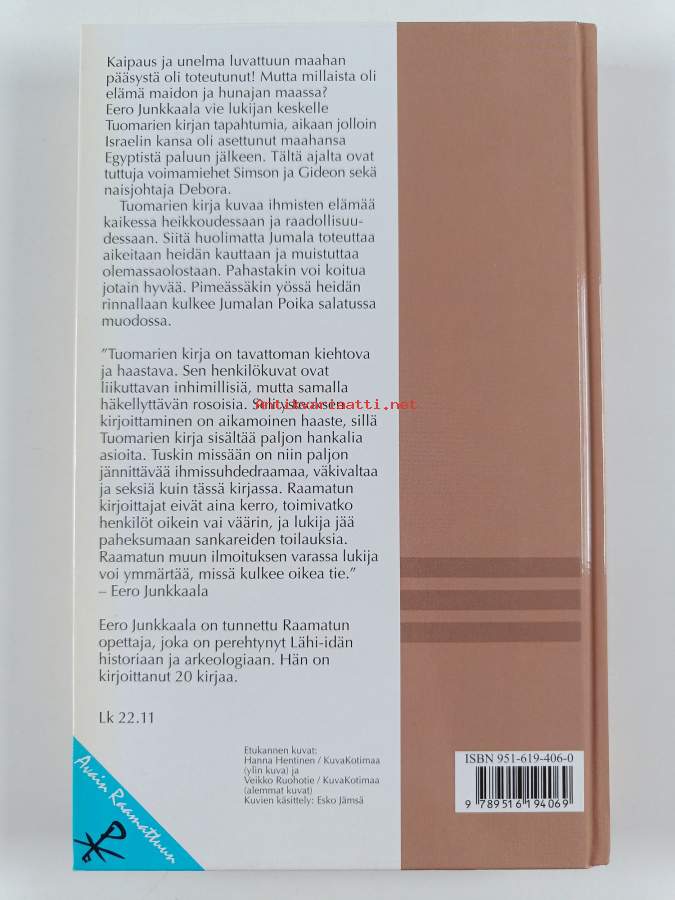 Kaipaus ja unelma luvattuun maahan
pääsystä oli toteutunut! Mutta millaista oli
elämä maidon ja hunajan maassa?
Eero Junkkaala vie lukijan keskelle
Tuomarien kirjan tapahtumia, aikaan jolloin
Israelin kansa oli asettunut maahansa
Egyptistä paluun jälkeen. Tältä ajalta ovat
tuttuja voimamiehet Simson ja Gideon sekä
naisjohtaja Debora.
Tuomarien kirja kuvaa ihmisten elämää
kaikessa heikkoudessaan ja raadollisuu-
dessaan. Siitä huolimatta Jumala toteuttaa
aikeitaan heidän kauttaan ja muistuttaa
olemassaolostaan. Pahastakin voi koitua
jotain hyvää. Pimeässäkin yössä heidän
rinnallaan kulkee Jumalan Poika salatussa
muodossa.
”Tuomarien kirja on tavattoman kiehtova
ja haastava. Sen henkilökuvat ovat
liikuttavan inhimillisiä, mutta samalla
häkellyttävän rosoisia. Selitysteoksen
Antikvariaatti.net
kirjoittaminen on aikamoinen haaste, sillä
Tuomarien kirja sisältää paljon hankalia
asioita. Tuskin missään on niin paljon
jännittävää ihmissuhdedraamaa, väkivaltaa
ja seksiä kuin tässä kirjassa. Raamatun
kirjoittajat eivät aina kerro, toimivatko
henkilöt oikein vai väärin, ja lukija jää
paheksumaan sankareiden toilauksia.
Raamatun muun ilmoituksen varassa lukija
voi ymmärtää, missä kulkee oikea tie.”
– Eero Junkkaala
Eero Junkkaala on tunnettu Raamatun
opettaja, joka on perehtynyt Lähi-idän
historiaan ja arkeologiaan. Hän on
kirjoittanut 20 kirjaa.
Lk 22.11
Etukannen kuvat:
Hanna Hentinen / KuvaKotimaa
(ylin kuva) ja
Veikko Ruohotie / KuvaKotimaa
(alemmat kuvat)
Kuvien käsittely: Esko Jämsä
Avain Raamattuun
ISBN 951-619-406-0
9 789516 194069